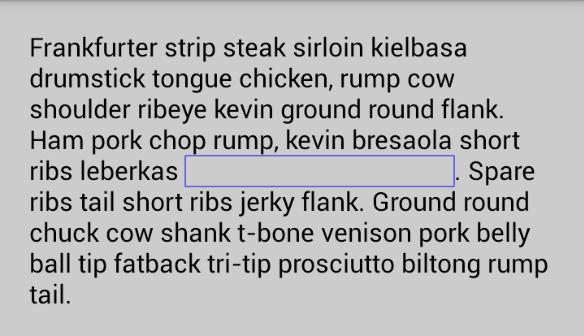 Frankfurter strip steak sirloin kielbasa
drumstick tongue chicken, rump cow
shoulder ribeye kevin ground round flank.
Ham pork chop rump, kevin bresaola short
ribs leberkas . Spare
ribs tail short ribs jerky flank. Ground round
chuck cow shank t-bone venison pork belly
ball tip fatback tri-tip prosciutto biltong rump
tail.